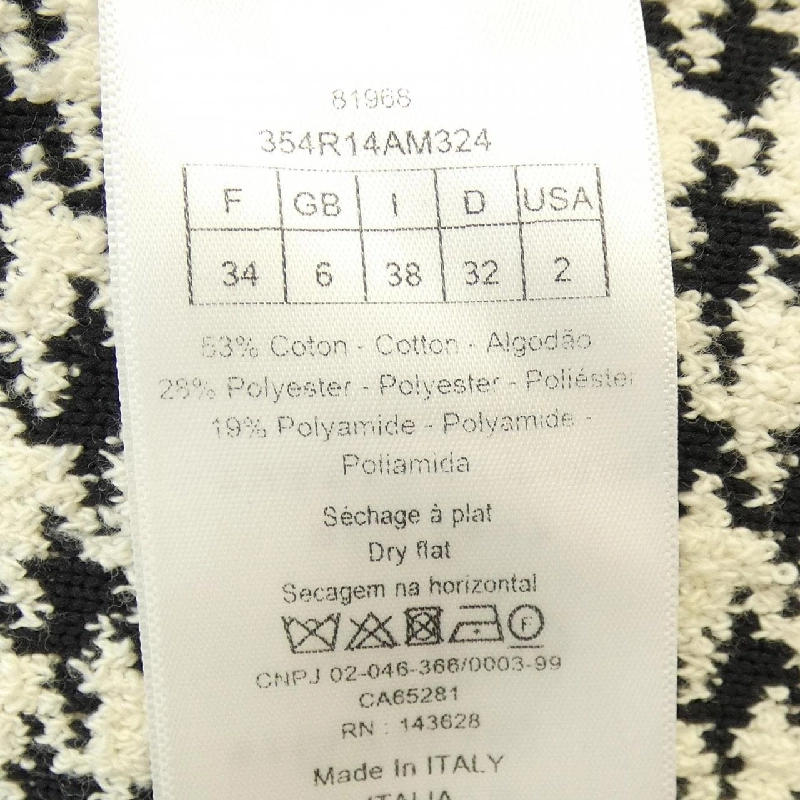 81968
354R14AM324
F GB I D USA
34 6 38 32 2
53% Coton - Cotton - Algodão
28% Polyester - Polyester - Poliéster
19% Polyamide - Polyamide -
Poliamida
Séchage à plat
Dry flat
Secagem na horizontal
F
CNPJ 02-046-366/0003-99
CA65281
RN : 143628
Made In ITALY
ITALIA